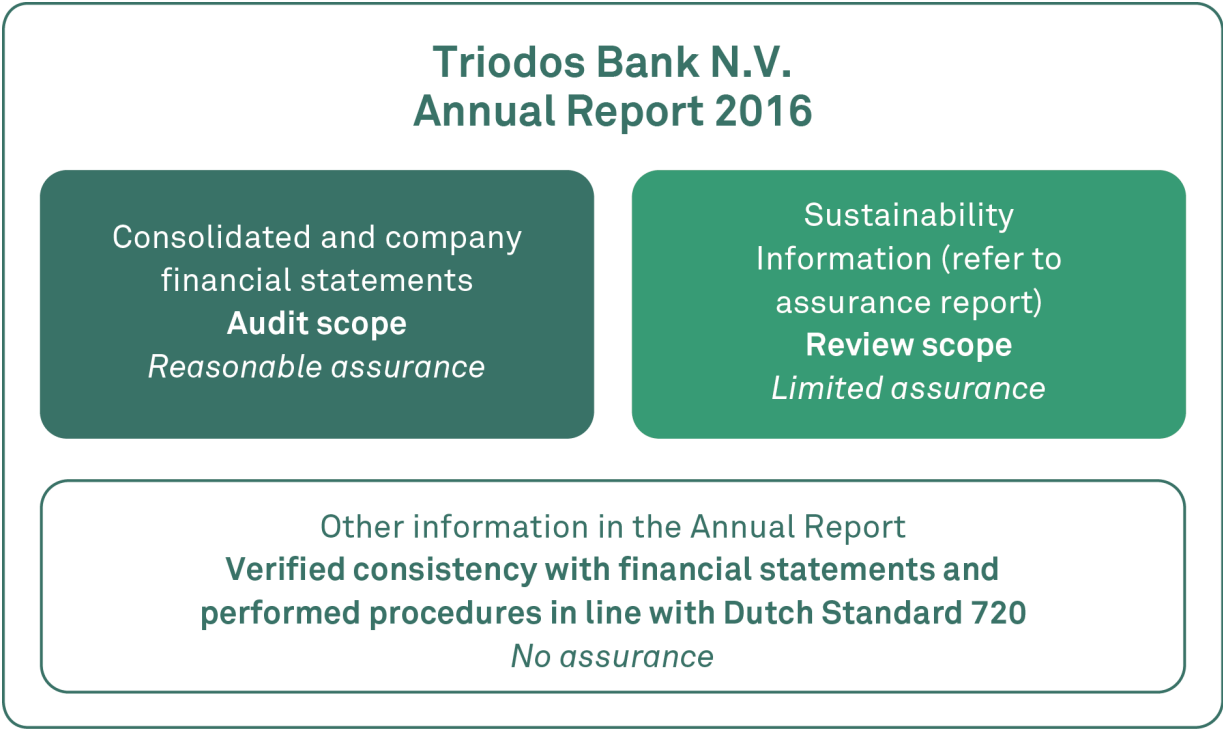 Triodos Bank N.V.
Annual Report 2016
Consolidated and company
financial statements
Audit scope
Reasonable assurance
Sustainability
Information (refer to
assurance report)
Review scope
Limited assurance
Other information in the Annual Report
Verified consistency with financial statements and
performed procedures in line with Dutch Standard 720
No assurance